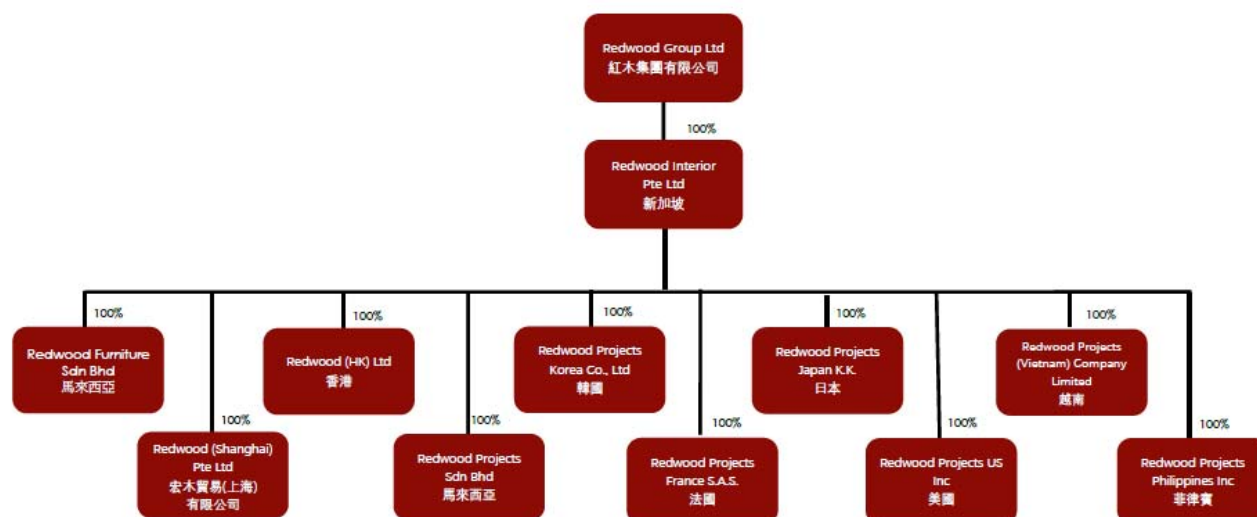 Redwood Group Ltd
紅木集團有限公司
100%
Redwood Interior
Pte Ltd
新加坡
100%
Redwood Furniture
Sdn Bhd
馬來西亞
100%
Redwood (Shanghai)
Pte Ltd
宏木貿易(上海)
有限公司
100%
Redwood (HK) Ltd
香港
100%
Redwood Projects
Sdn Bhd
馬來西亞
100%
Redwood Projects
Korea Co., Ltd
韓國
100%
Redwood Projects
France S.A.S.
法國
100%
Redwood Projects
Japan K.K.
日本
100%
Redwood Projects US
Inc
美國
100%
Redwood Projects
(Vietnam) Company
Limited
越南
100%
Redwood Projects
Philippines Inc
菲律賓